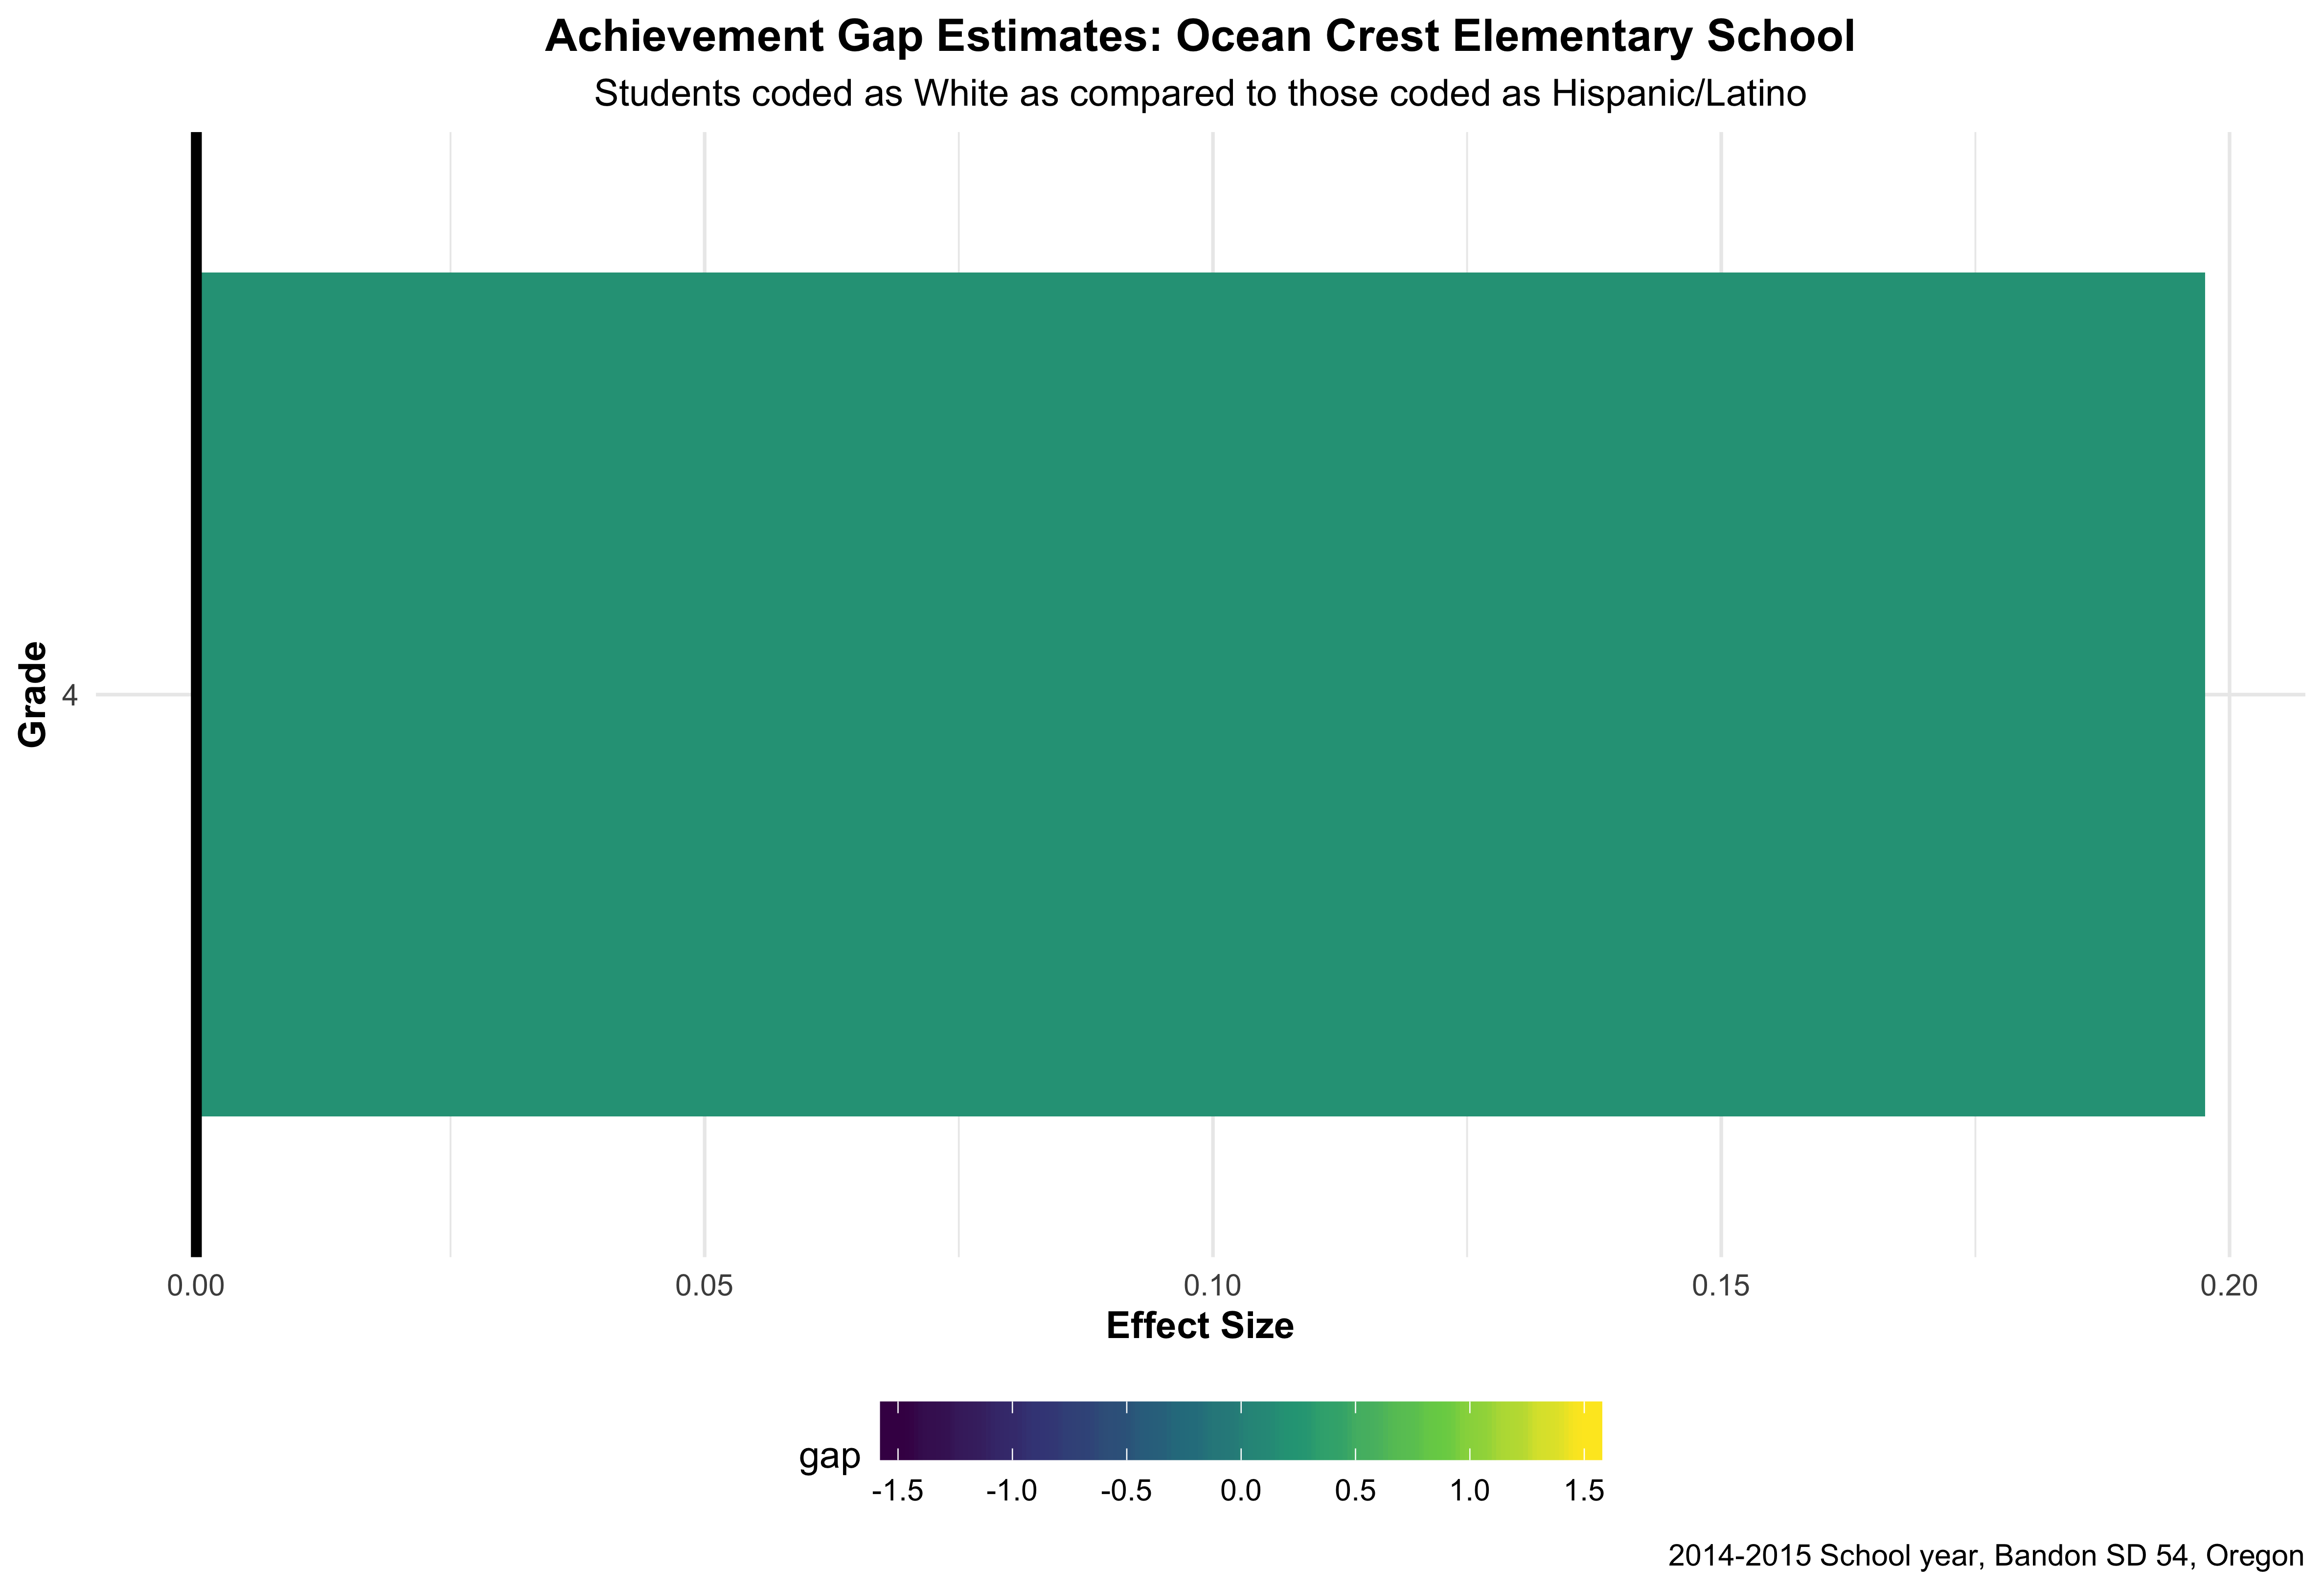 Achievement Gap Estimates: Ocean Crest Elementary School
Students coded as White as compared to those coded as Hispanic/Latino
Grade
4
0.00 0.05 0.10 0.15 0.20
Effect Size
gap
-1.5 -1.0 -0.5 0.0 0.5 1.0 1.5
2014-2015 School year, Bandon SD 54, Oregon